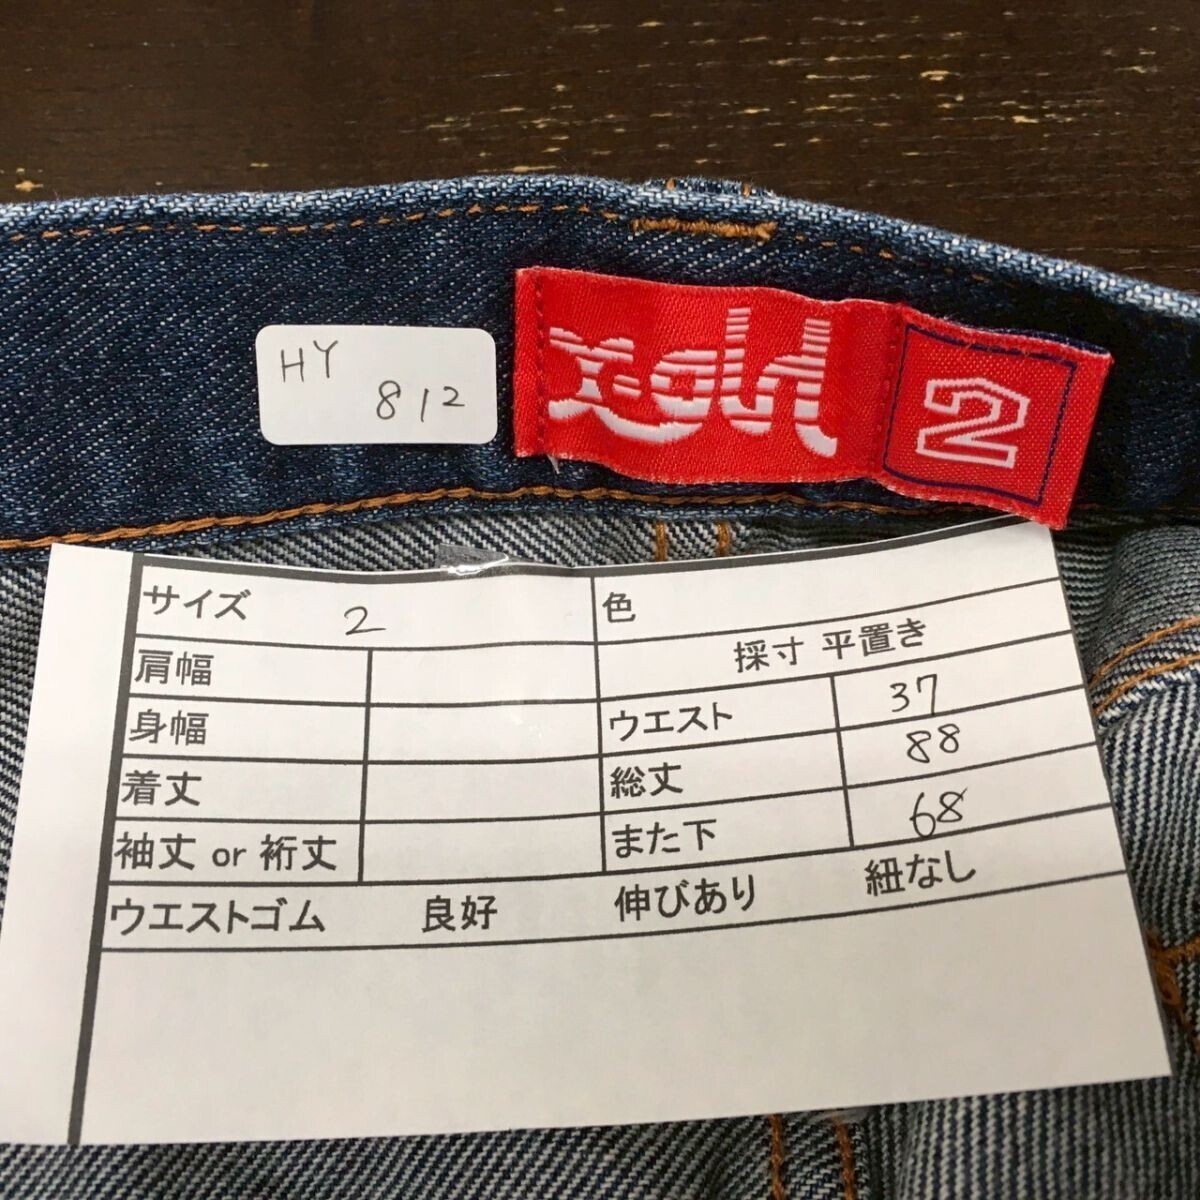 HY
812
x-girl
2
サイズ 2 色
肩幅 採寸 平置き
身幅 ウエスト 37
着丈 総丈 88
袖丈 or 裄丈 また下 68
ウエストゴム 良好 伸びあり 紐なし